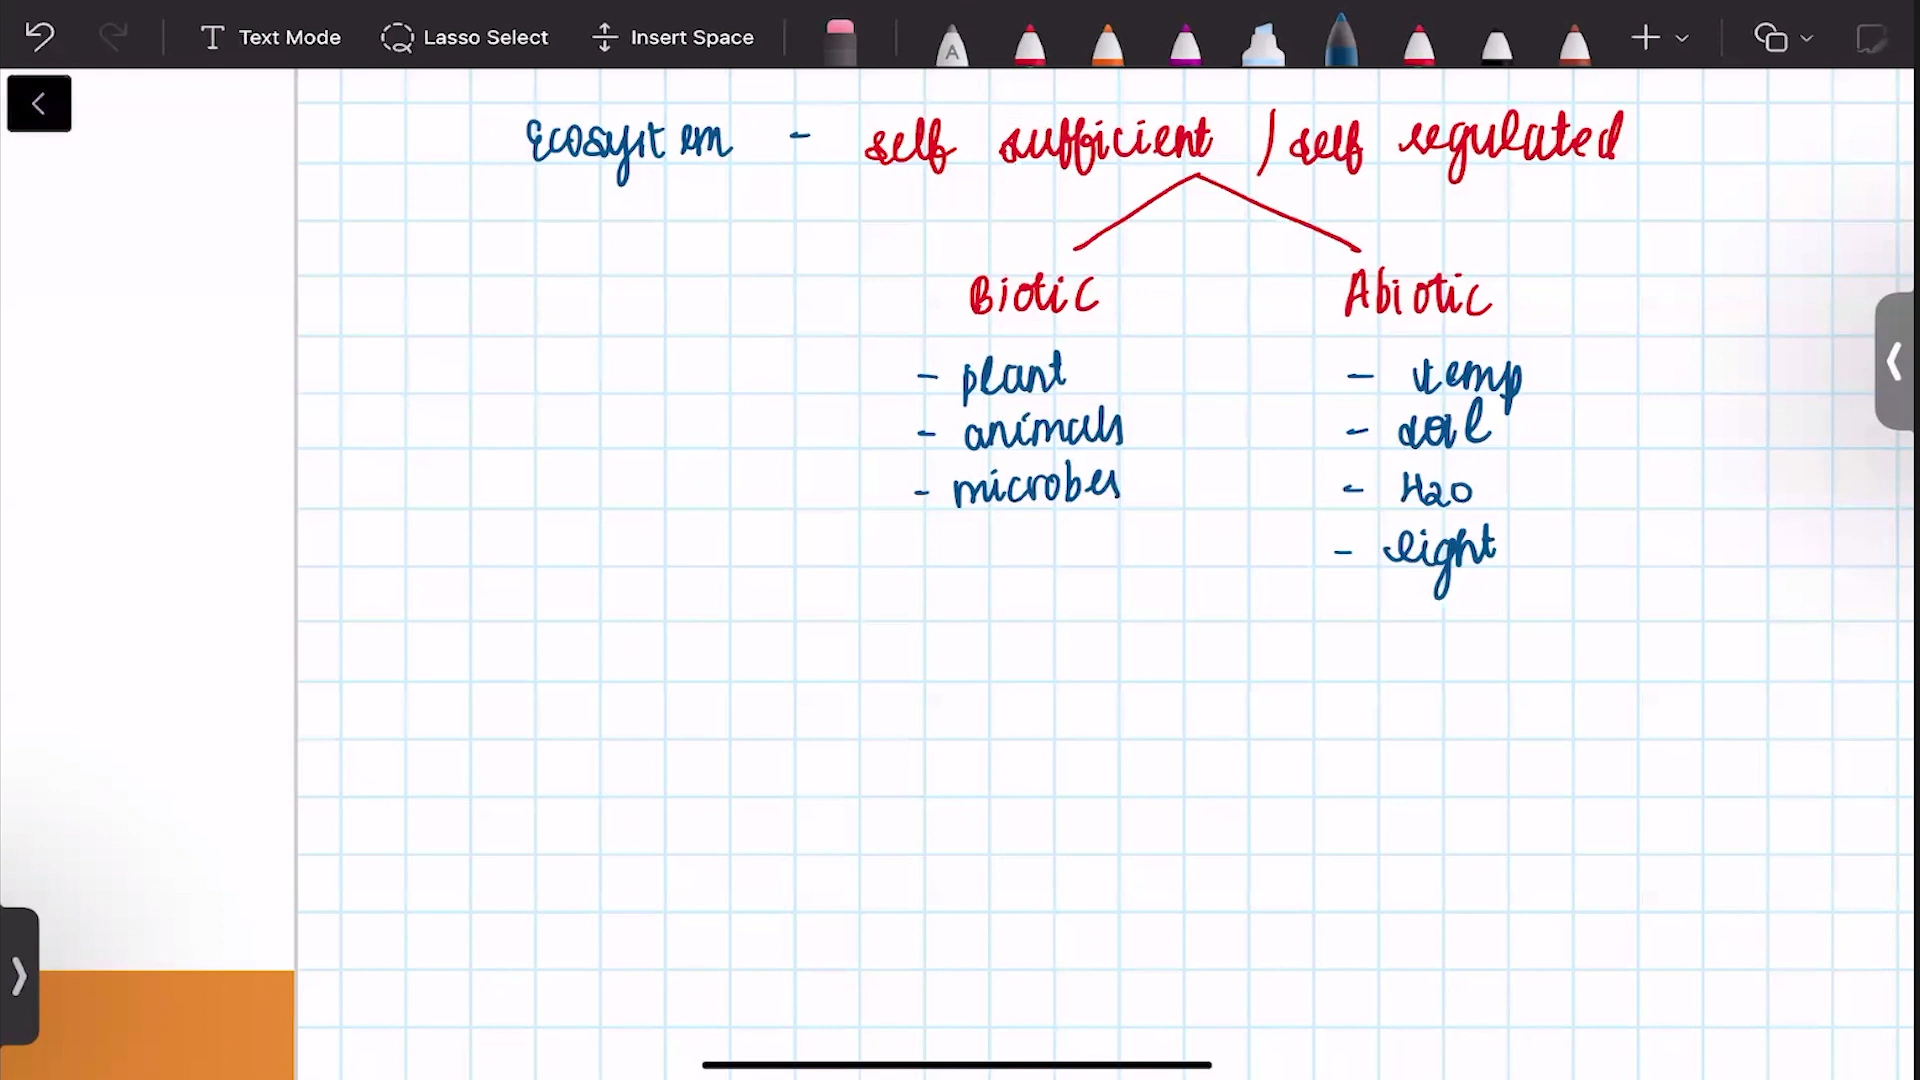 Text Mode Lasso Select Insert Space
A
Ecosystem - self sufficient / self regulated
Biotic Abiotic
- plant - temp
- animals - soil
- microbes - H2O
- light